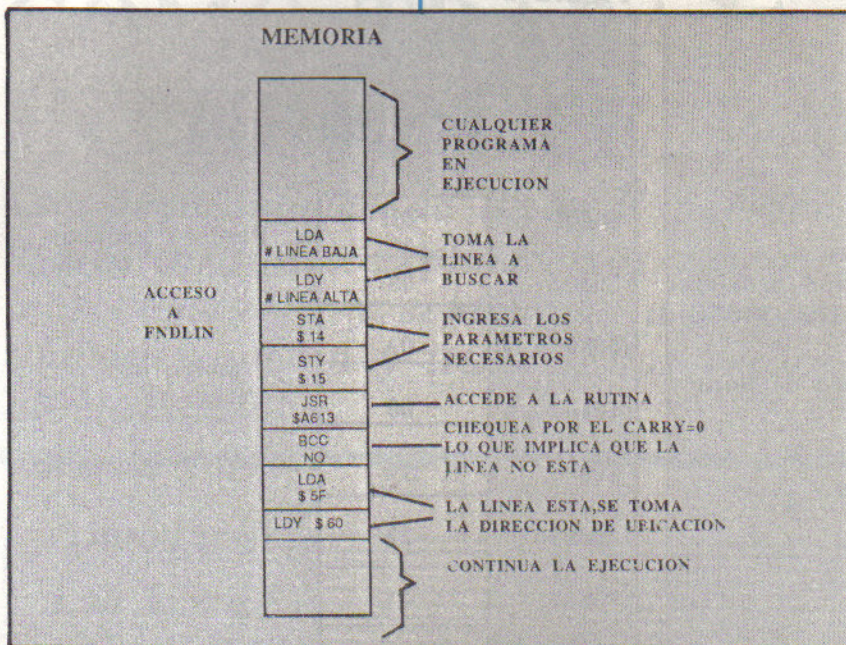 MEMORIA
CUALQUIER
PROGRAMA
EN
EJECUCION
ACCESO
A
FNDLIN
LDA
# LINEA BAJA
LDY
# LINEA ALTA
TOMA LA
LINEA A
BUSCAR
STA
$ 14
STY
$ 15
INGRESA LOS
PARAMETROS
NECESARIOS
JSR
$A613
ACCEDE A LA RUTINA
BCC
NO
CHEQUEA POR EL CARRY=0
LO QUE IMPLICA QUE LA
LINEA NO ESTA
LDA
$ 5F
LDY $ 60
LA LINEA ESTA,SE TOMA
LA DIRECCION DE UBICACION
CONTINUA LA EJECUCION